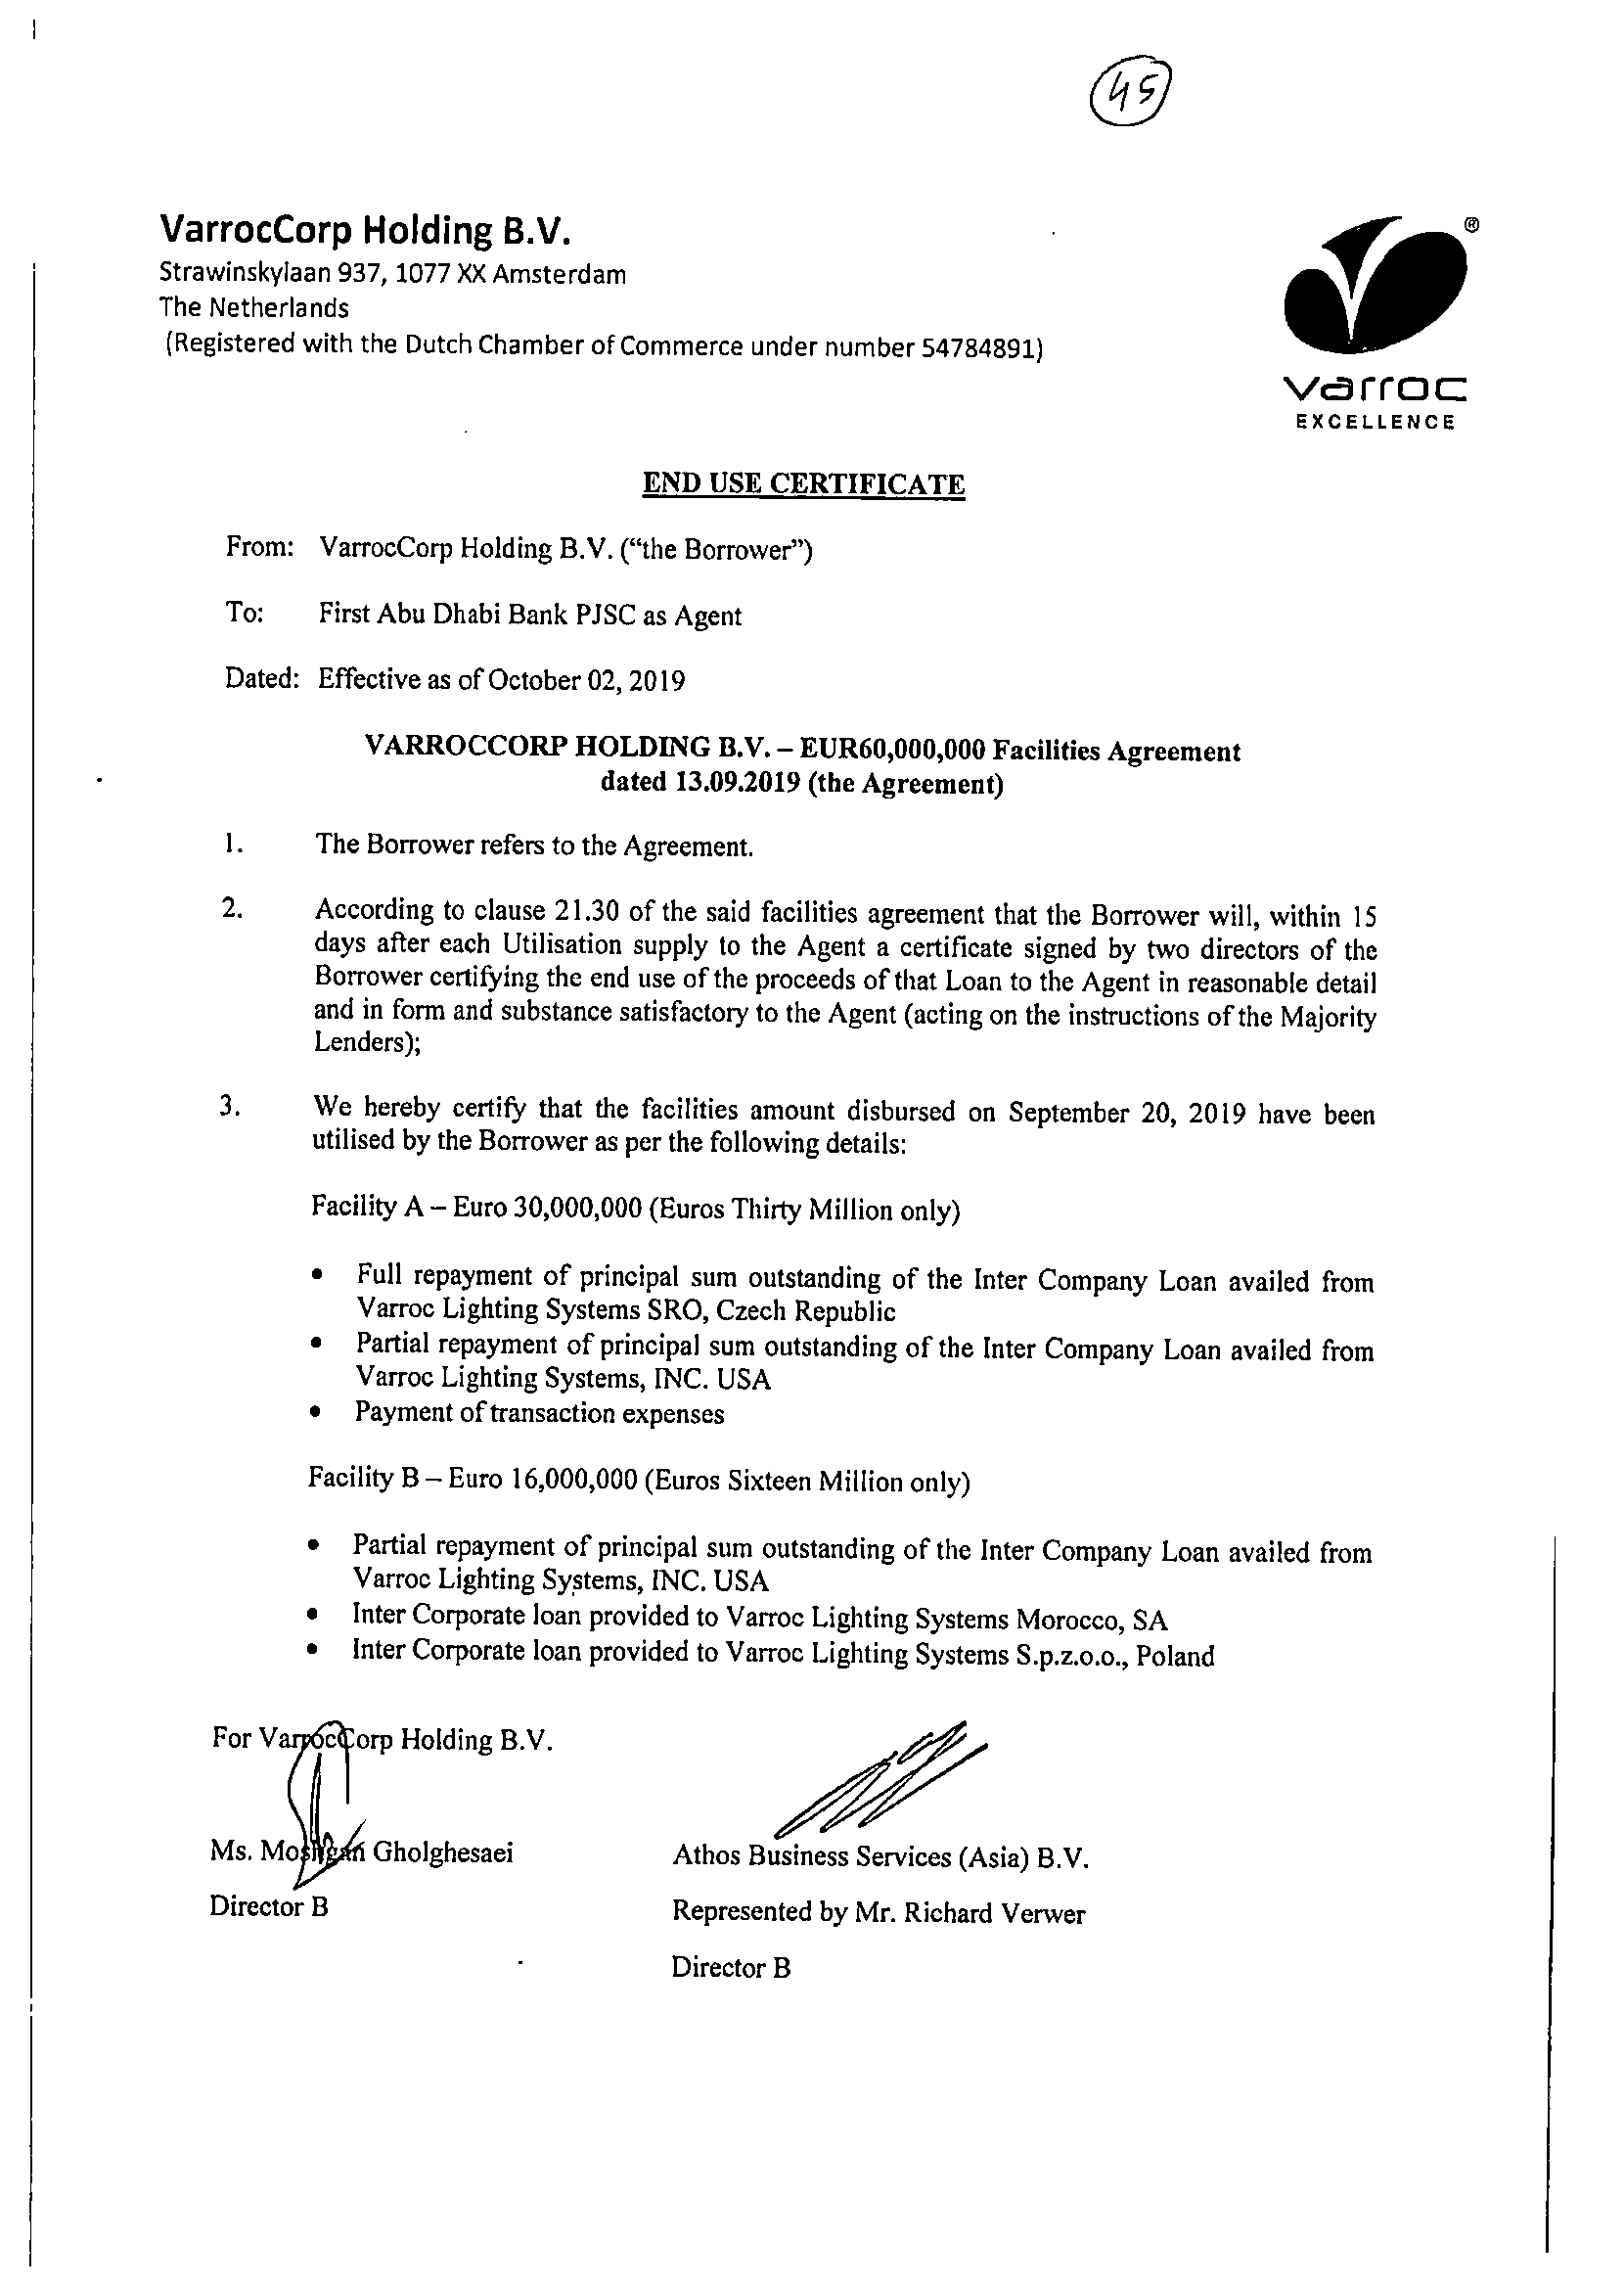 45
VarrocCorp Holding B.V.
Strawinskylaan 937, 1077 XX Amsterdam
The Netherlands
(Registered with the Dutch Chamber of Commerce under number 54784891)
®
varroc
EXCELLENCE
END USE CERTIFICATE
From: VarrocCorp Holding B.V. (“the Borrower”)
To: First Abu Dhabi Bank PJSC as Agent
Dated: Effective as of October 02, 2019
VARROCCORP HOLDING B.V. – EUR60,000,000 Facilities Agreement
dated 13.09.2019 (the Agreement)
1. The Borrower refers to the Agreement.
2. According to clause 21.30 of the said facilities agreement that the Borrower will, within 15
days after each Utilisation supply to the Agent a certificate signed by two directors of the
Borrower certifying the end use of the proceeds of that Loan to the Agent in reasonable detail
and in form and substance satisfactory to the Agent (acting on the instructions of the Majority
Lenders);
3. We hereby certify that the facilities amount disbursed on September 20, 2019 have been
utilised by the Borrower as per the following details:
Facility A – Euro 30,000,000 (Euros Thirty Million only)
• Full repayment of principal sum outstanding of the Inter Company Loan availed from
Varroc Lighting Systems SRO, Czech Republic
• Partial repayment of principal sum outstanding of the Inter Company Loan availed from
Varroc Lighting Systems, INC. USA
• Payment of transaction expenses
Facility B – Euro 16,000,000 (Euros Sixteen Million only)
• Partial repayment of principal sum outstanding of the Inter Company Loan availed from
Varroc Lighting Systems, INC. USA
• Inter Corporate loan provided to Varroc Lighting Systems Morocco, SA
• Inter Corporate loan provided to Varroc Lighting Systems S.p.z.o.o., Poland
For VarrocCorp Holding B.V.
Ms. Gholghesaei
Athos Business Services (Asia) B.V.
Director B
Represented by Mr. Richard Verwer
Director B